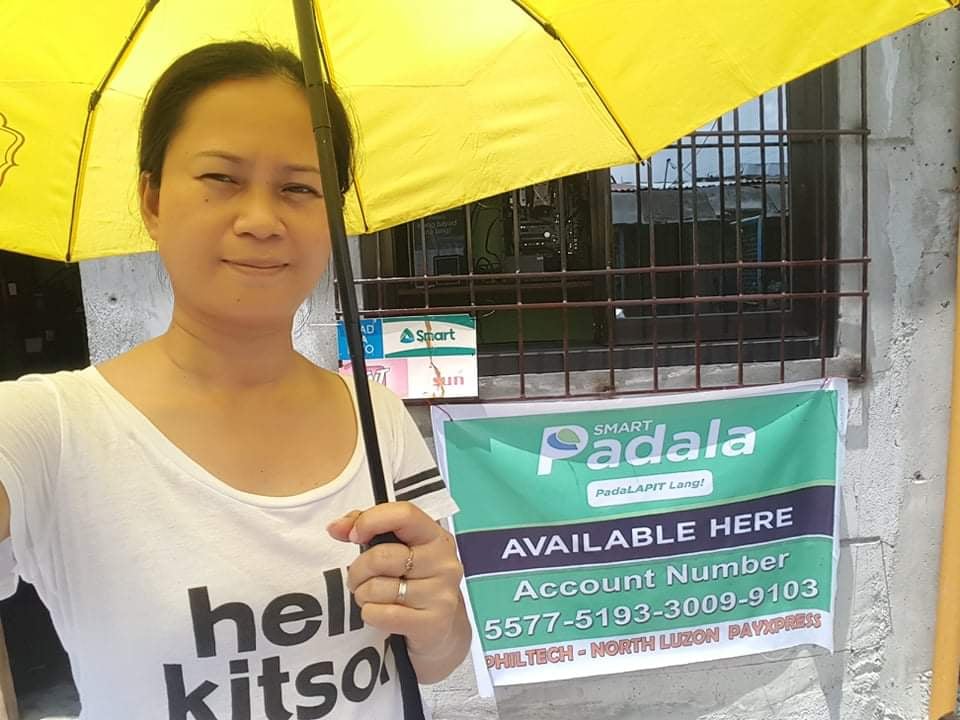 Smart
sun
SMART
Padala
PadaLAPIT Lang!
AVAILABLE HERE
Account Number
5577-5193-3009-9103
PHILTECH - NORTH LUZON PAYXPRESS
hell
kitson